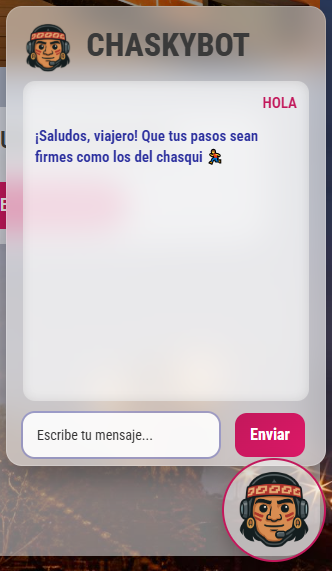 CHASKYBOT
HOLA
¡Saludos, viajero! Que tus pasos sean
firmes como los del chasqui 🏃
Escribe tu mensaje...
Enviar